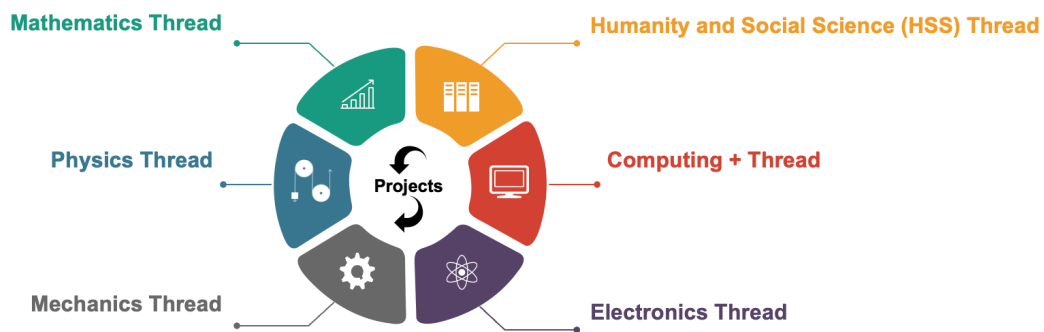 Mathematics Thread
Humanity and Social Science (HSS) Thread
Physics Thread
Computing + Thread
Projects
Mechanics Thread
Electronics Thread